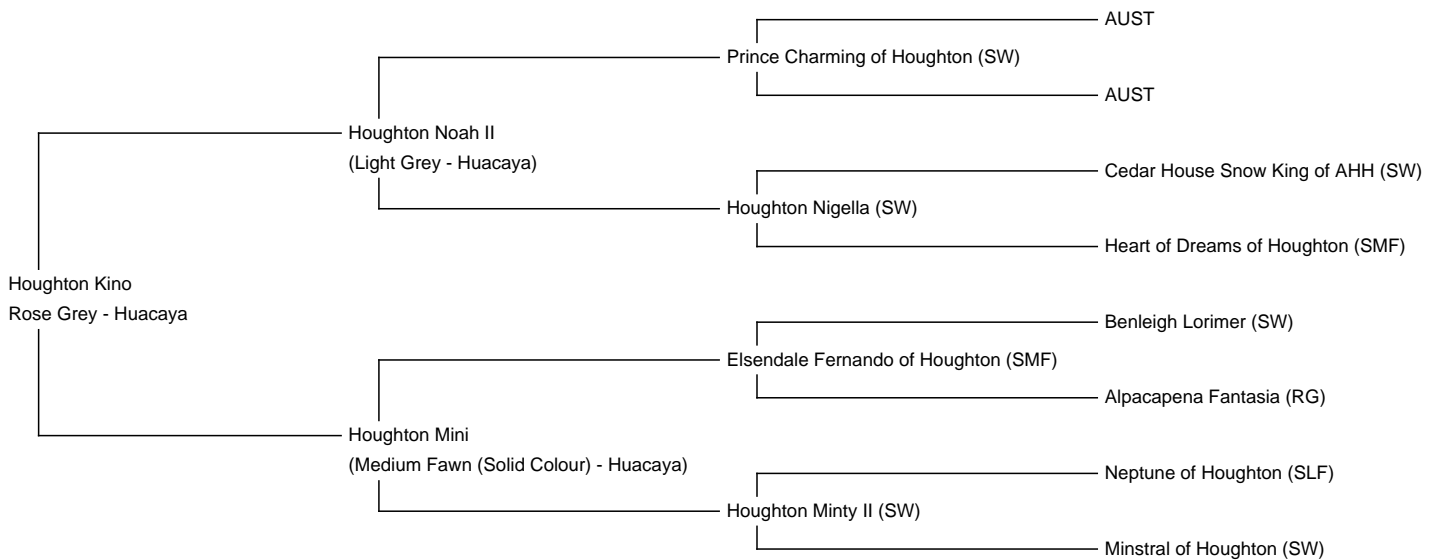 AUST
Prince Charming of Houghton (SW)
AUST
Houghton Noah II
(Light Grey - Huacaya)
Cedar House Snow King of AHH (SW)
Houghton Nigella (SW)
Heart of Dreams of Houghton (SMF)
Houghton Kino
Rose Grey - Huacaya
Benleigh Lorimer (SW)
Elsendale Fernando of Houghton (SMF)
Alpacapena Fantasia (RG)
Houghton Mini
(Medium Fawn (Solid Colour) - Huacaya)
Neptune of Houghton (SLF)
Houghton Minty II (SW)
Minstral of Houghton (SW)